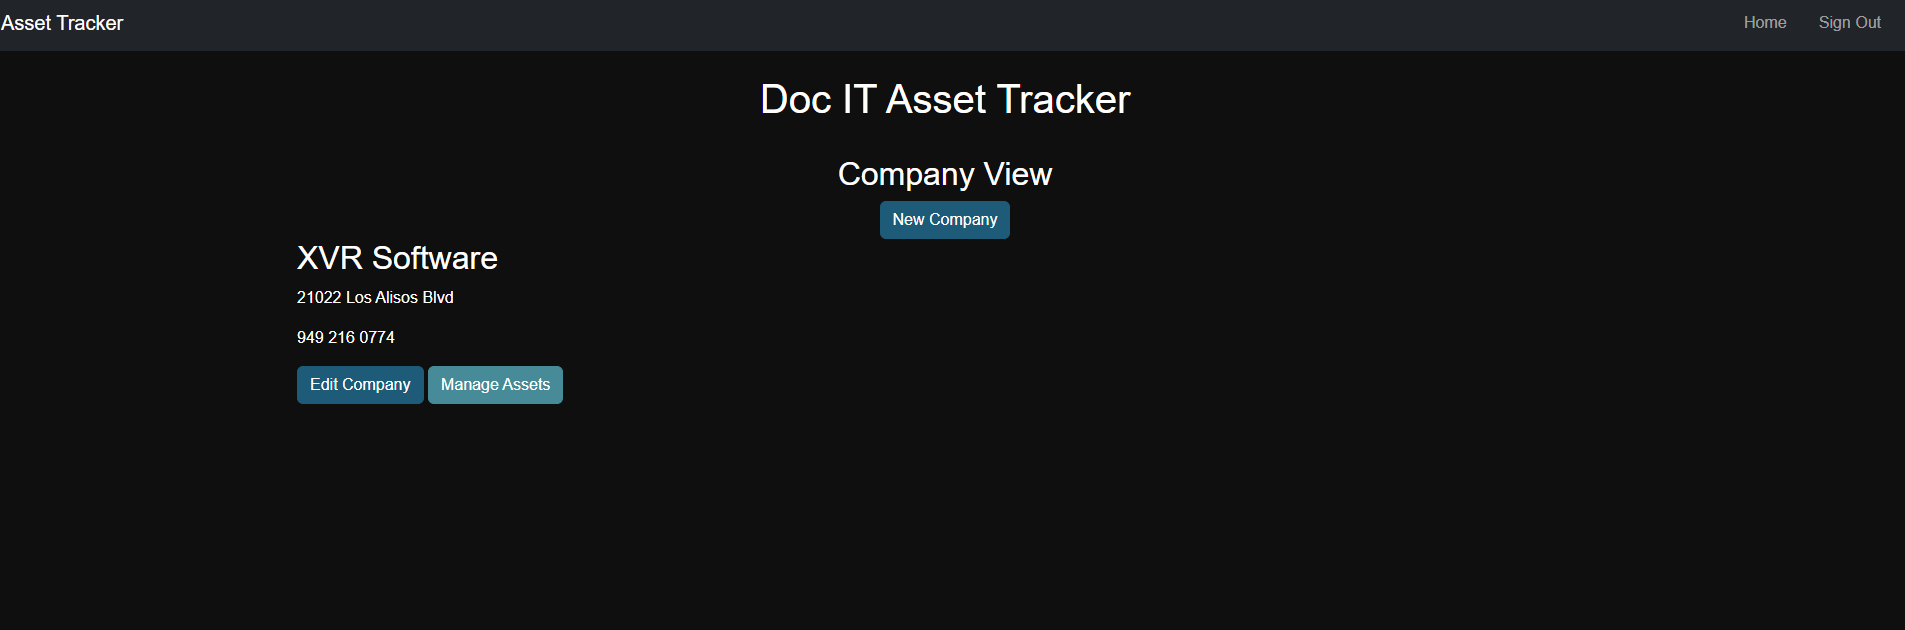 Asset Tracker
Home
Sign Out
Doc IT Asset Tracker
Company View
New Company
XVR Software
21022 Los Alisos Blvd
949 216 0774
Edit Company
Manage Assets